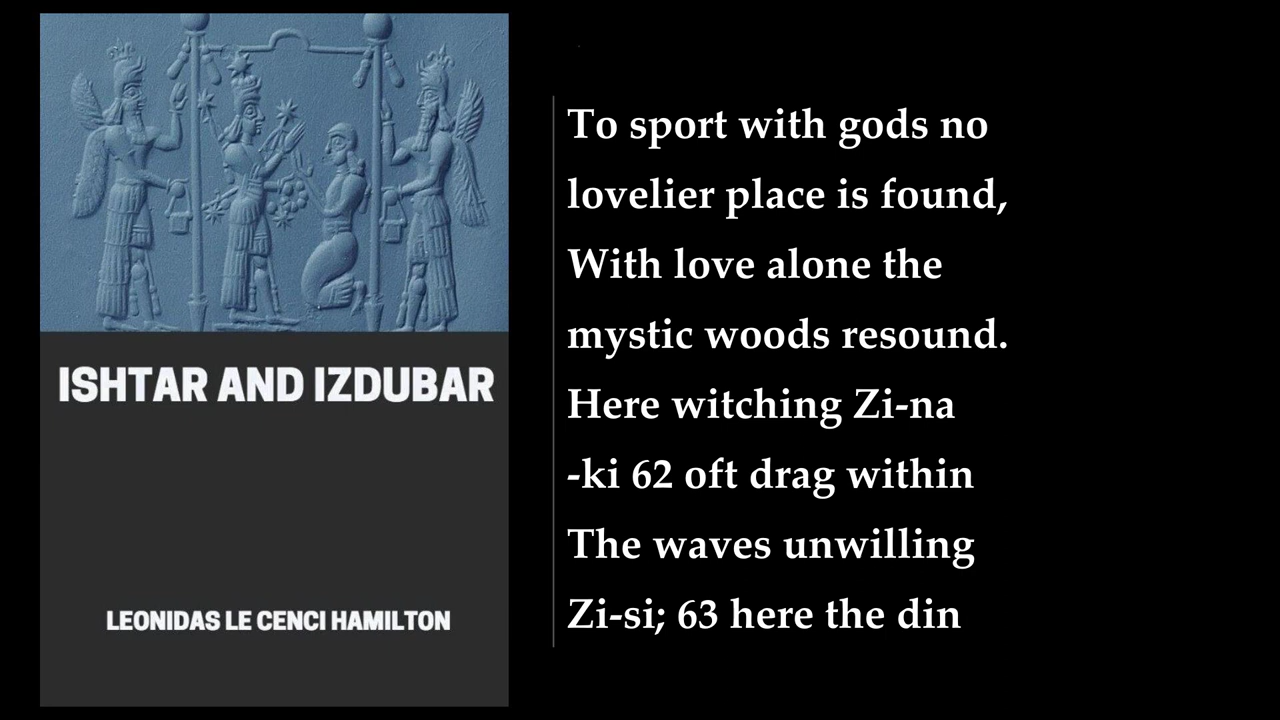 ISHTAR AND IZDUBAR
LEONIDAS LE CENCI HAMILTON
To sport with gods no
lovelier place is found,
With love alone the
mystic woods resound.
Here witching Zi-na
-ki 62 oft drag within
The waves unwilling
Zi-si; 63 here the din